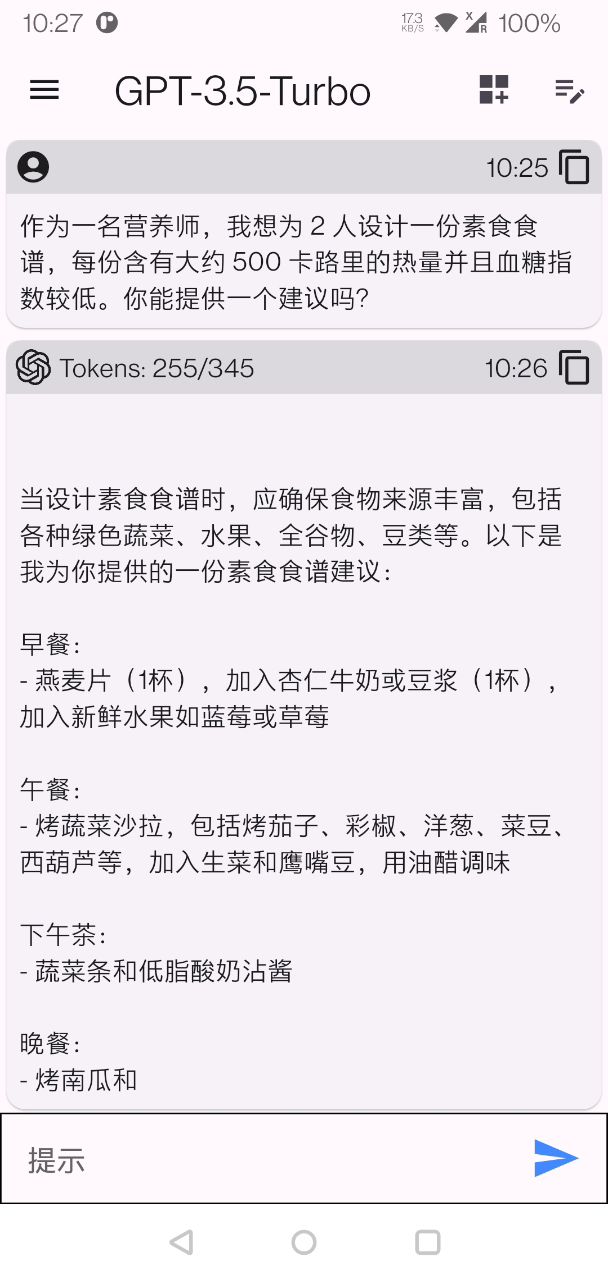 10:27
17.3
KB/S
X
R
100%
GPT-3.5-Turbo
10:25
作为一名营养师，我想为 2 人设计一份素食食
谱，每份含有大约 500 卡路里的热量并且血糖指
数较低。你能提供一个建议吗？
Tokens: 255/345
10:26
当设计素食食谱时，应确保食物来源丰富，包括
各种绿色蔬菜、水果、全谷物、豆类等。以下是
我为你提供的一份素食食谱建议：
早餐：
- 燕麦片（1杯），加入杏仁牛奶或豆浆（1杯），
加入新鲜水果如蓝莓或草莓
午餐：
- 烤蔬菜沙拉，包括烤茄子、彩椒、洋葱、菜豆、
西葫芦等，加入生菜和鹰嘴豆，用油醋调味
下午茶：
- 蔬菜条和低脂酸奶沾酱
晚餐：
- 烤南瓜和
提示